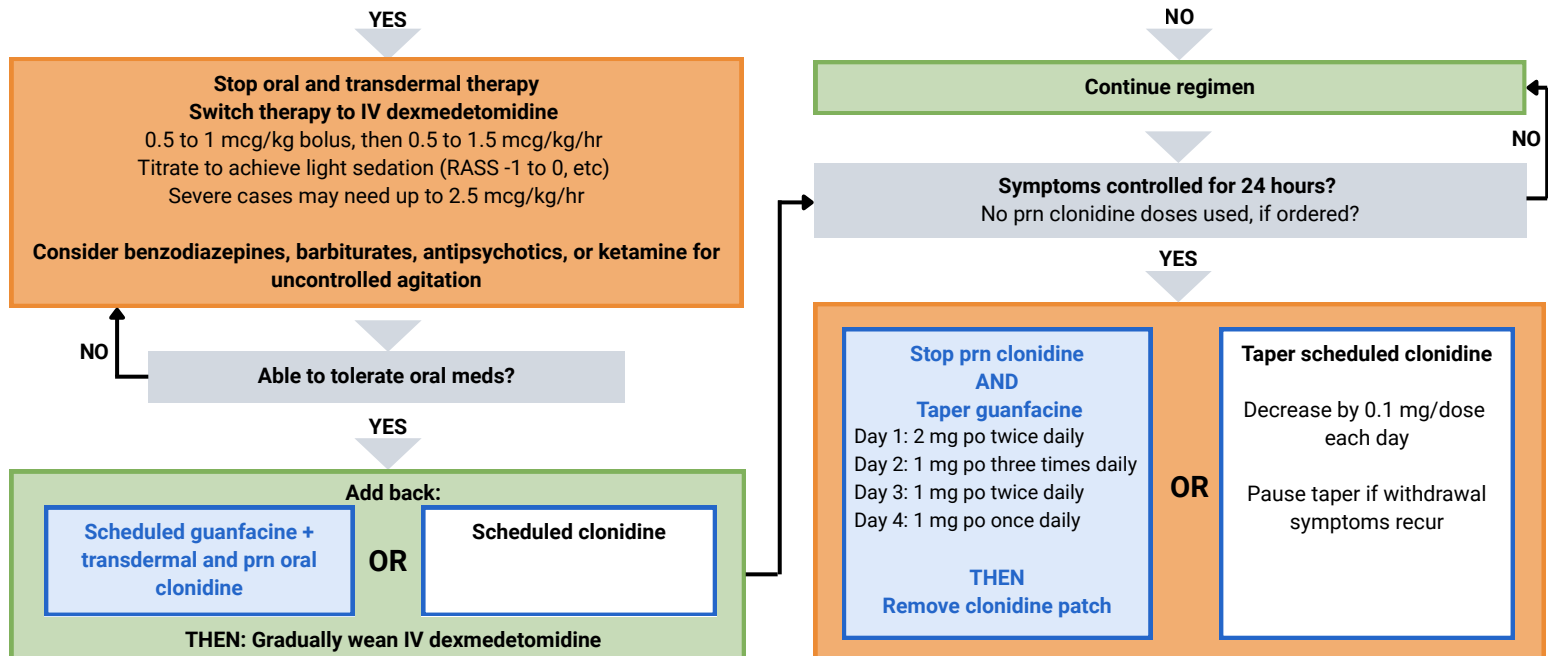 YES
Stop oral and transdermal therapy
Switch therapy to IV dexmedetomidine
0.5 to 1 mcg/kg bolus, then 0.5 to 1.5 mcg/kg/hr
Titrate to achieve light sedation (RASS -1 to 0, etc)
Severe cases may need up to 2.5 mcg/kg/hr
Consider benzodiazepines, barbiturates, antipsychotics, or ketamine for
uncontrolled agitation
NO
Able to tolerate oral meds?
YES
Add back:
Scheduled guanfacine +
transdermal and prn oral
clonidine
OR
Scheduled clonidine
THEN: Gradually wean IV dexmedetomidine
NO
Continue regimen
NO
Symptoms controlled for 24 hours?
No prn clonidine doses used, if ordered?
YES
Stop prn clonidine
AND
Taper guanfacine
Day 1: 2 mg po twice daily
Day 2: 1 mg po three times daily
Day 3: 1 mg po twice daily
Day 4: 1 mg po once daily
THEN
Remove clonidine patch
OR
Taper scheduled clonidine
Decrease by 0.1 mg/dose
each day
Pause taper if withdrawal
symptoms recur